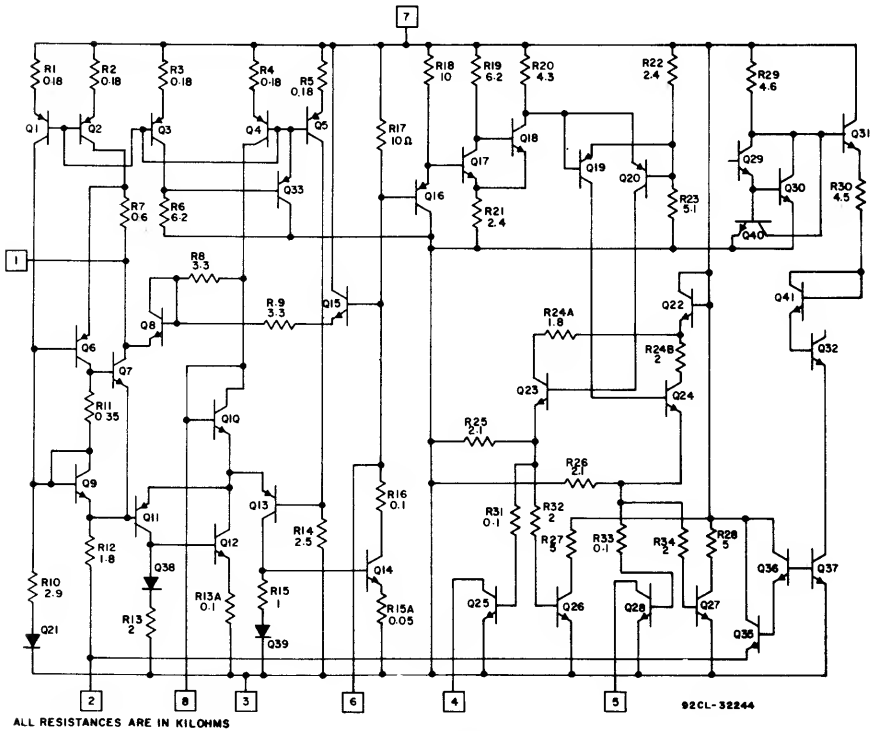 7
R1 0·18
R2 0·18
R3 0·18
R4 0·18
R5 0.18
R18 10
R19 6·2
R20 4.3
R22 2.4
R29 4.6
Q1
Q2
Q3
Q4
Q5
R17 10Ω
Q17
Q18
Q31
Q33
Q16
Q19
Q20
Q29
Q30
R7 0·6
R6 6·2
R21 2.4
R23 5·1
R30 4.5
Q40
1
R8 3.3
Q8
R.9 3.3
Q15
Q22
Q41
R24A 1.8
R24B 2
Q6
Q7
Q32
Q23
Q24
R11 0.35
Q10
R25 2·1
R26 2.1
Q9
Q11
Q13
R16 0.1
R31 0·1
R32 2
Q12
R14 2.5
R12 1.8
R27 5
R33 0·1
R34 2
R28 5
Q38
Q14
Q36
Q37
R10 2.9
R13A 0·1
R15 1
Q25
Q26
Q28
Q27
R13 2
R15A 0.05
Q35
Q21
Q39
2
8
3
6
4
5
92CL-32244
ALL RESISTANCES ARE IN KILOHMS